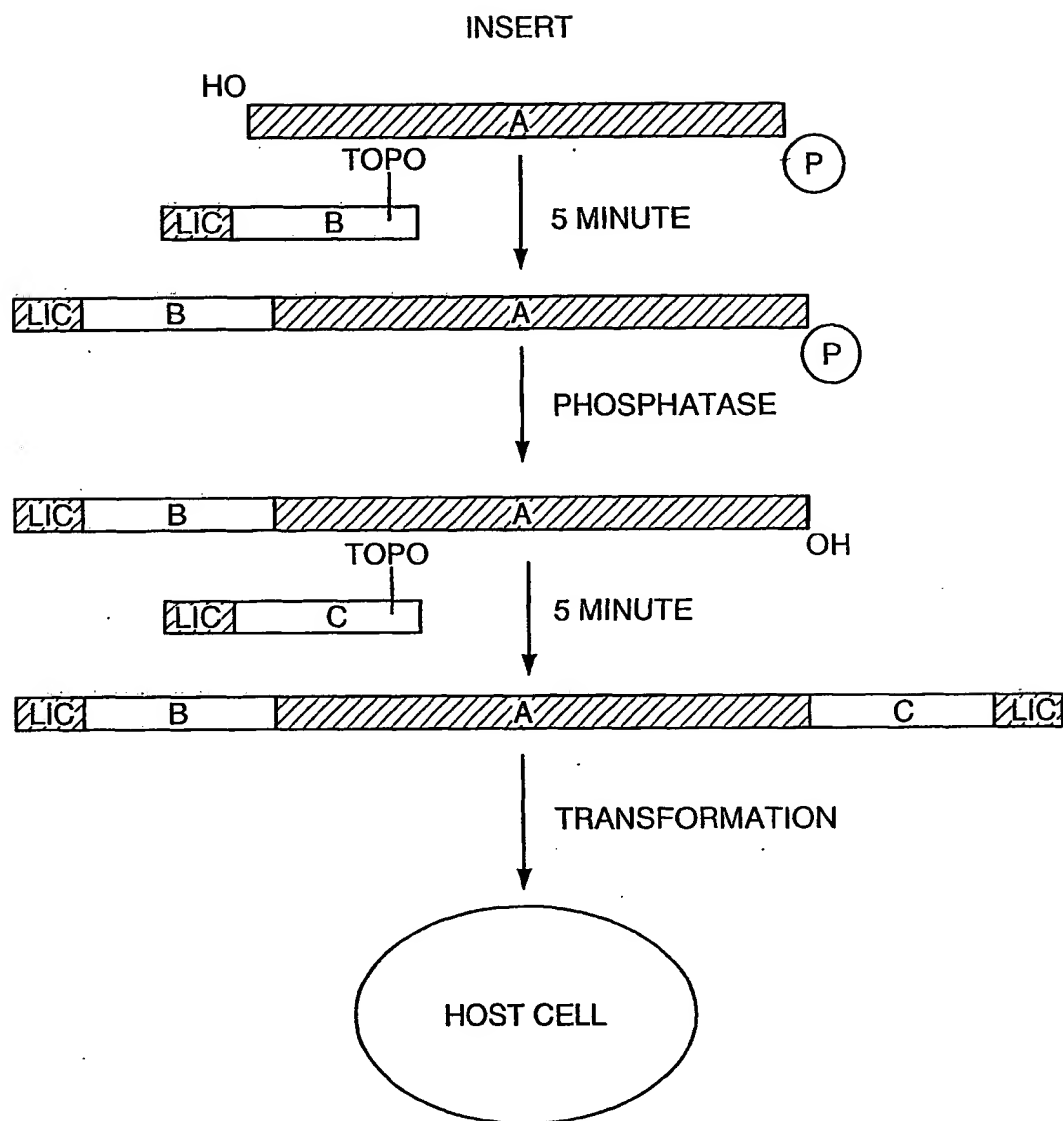 INSERT
HO
A
P
TOPO
LIC B
5 MINUTE
LIC B A
P
PHOSPHATASE
LIC B A
OH
TOPO
LIC C
5 MINUTE
LIC B A C LIC
TRANSFORMATION
HOST CELL